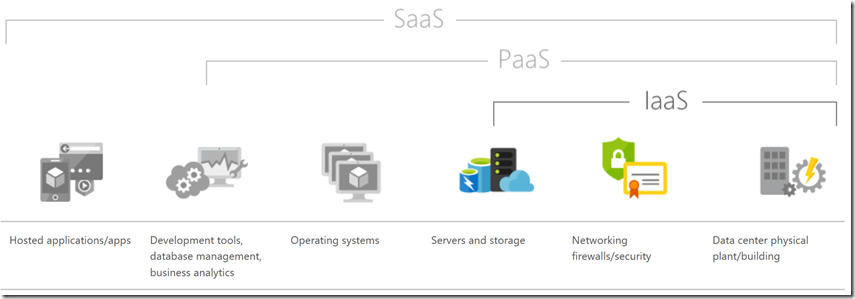 SaaS
PaaS
IaaS
Hosted applications/apps
Development tools,
database management,
business analytics
Operating systems
Servers and storage
Networking
firewalls/security
Data center physical
plant/building